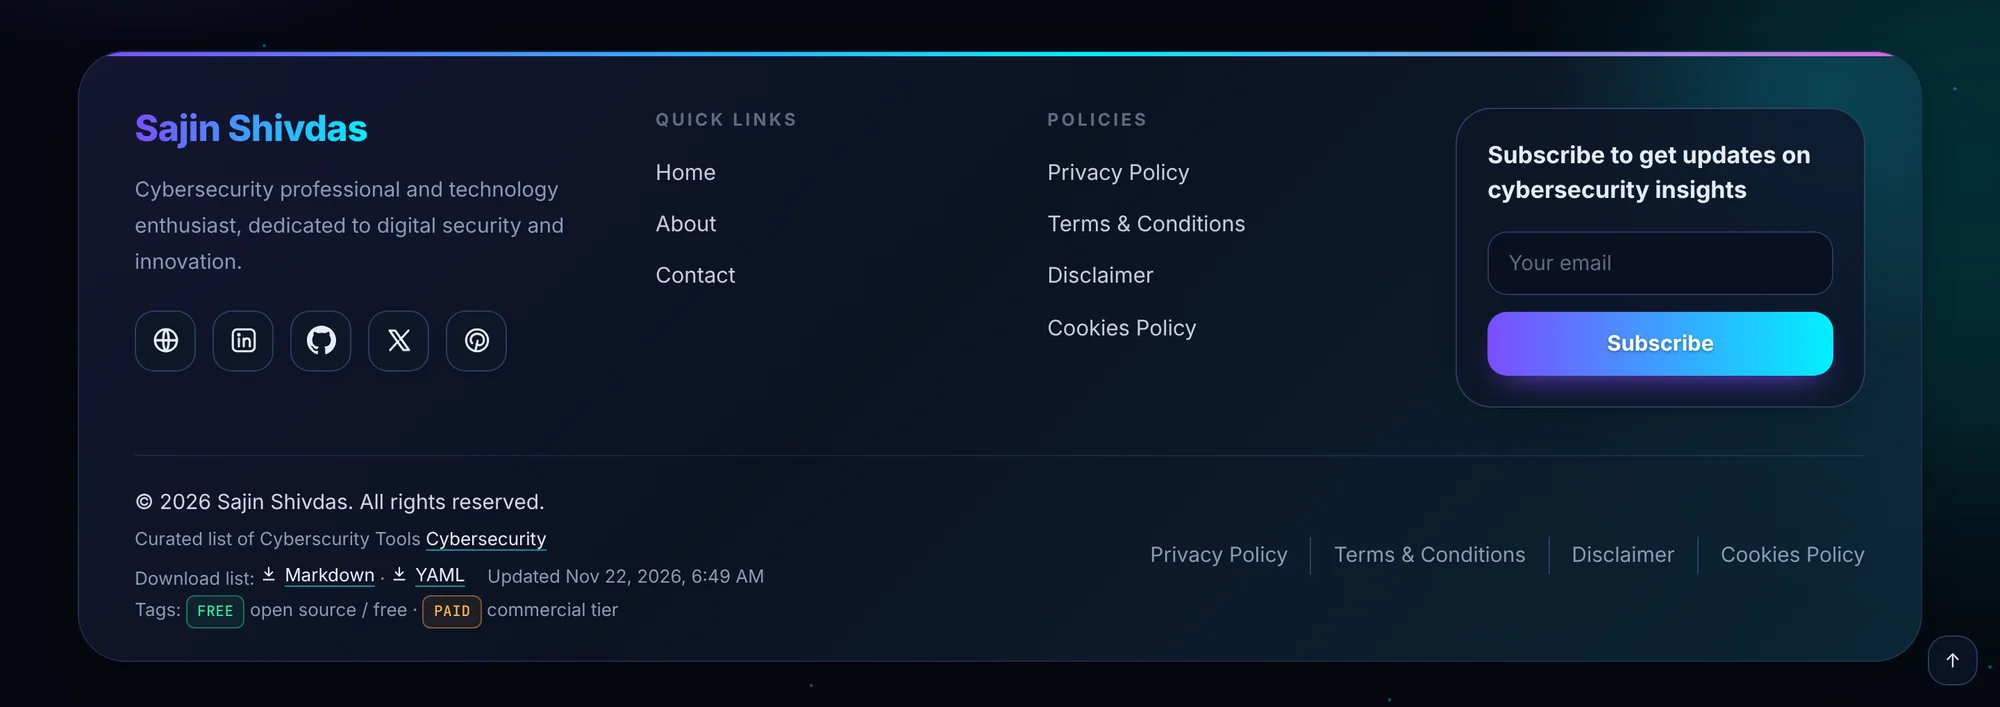 Sajin Shivdas
Cybersecurity professional and technology
enthusiast, dedicated to digital security and
innovation.
QUICK LINKS
Home
About
Contact
POLICIES
Privacy Policy
Terms & Conditions
Disclaimer
Cookies Policy
Subscribe to get updates on
cybersecurity insights
Your email
Subscribe
© 2026 Sajin Shivdas. All rights reserved.
Curated list of Cyberscurity Tools Cybersecurity
Download list: Markdown · YAML Updated Nov 22, 2026, 6:49 AM
Tags: FREE open source / free · PAID commercial tier
Privacy Policy Terms & Conditions Disclaimer Cookies Policy